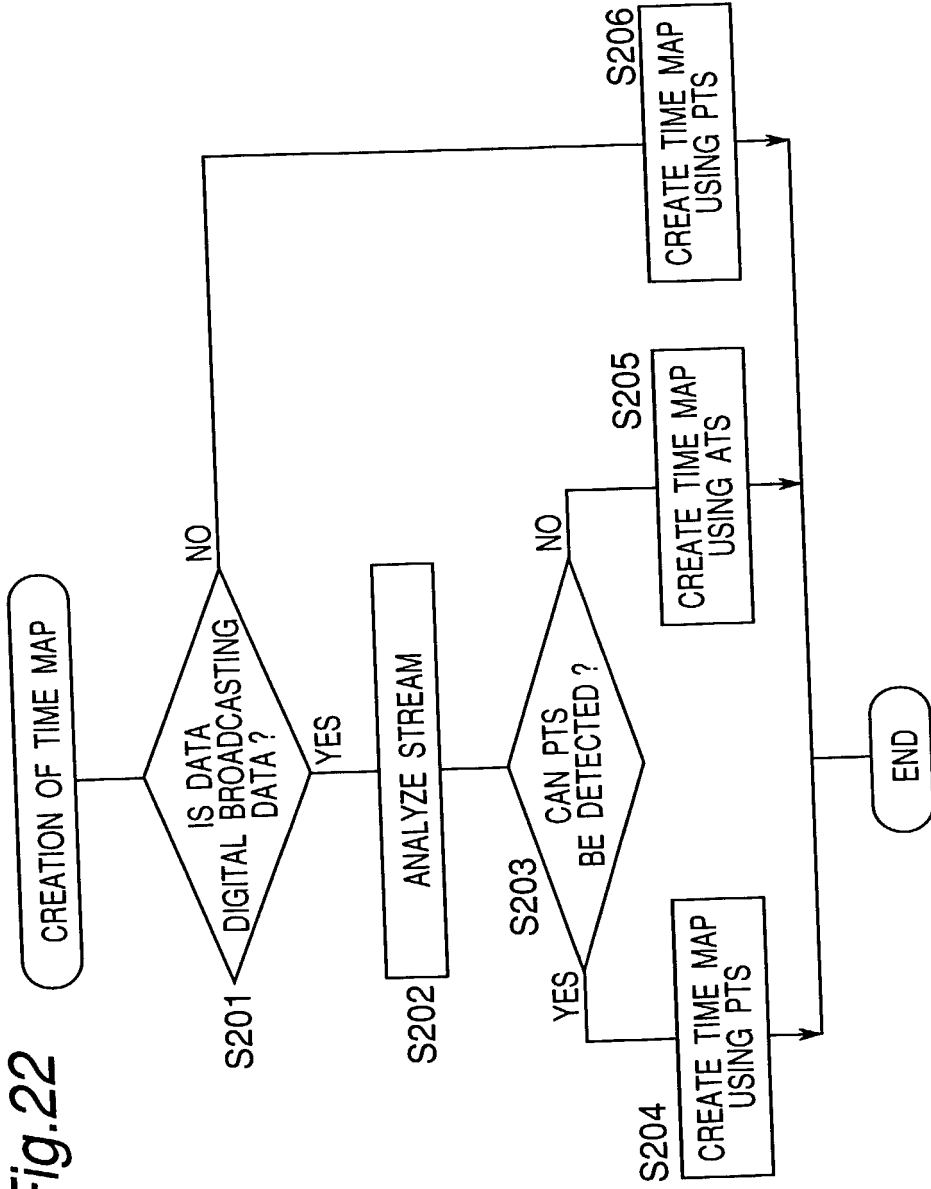 Fig.22
CREATION OF TIME MAP
S201
IS DATA
DIGITAL BROADCASTING
DATA?
NO
YES
S202
ANALYZE STREAM
S203
CAN PTS
BE DETECTED?
YES
NO
S204
CREATE TIME MAP
USING PTS
S205
CREATE TIME MAP
USING ATS
S206
CREATE TIME MAP
USING PTS
END